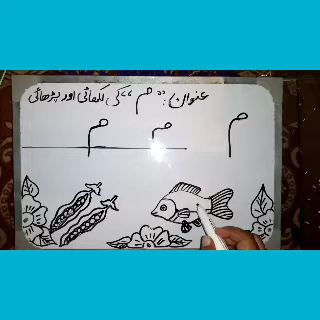 عنوان: "م" کی لکھائی اور پڑھائی
م م م